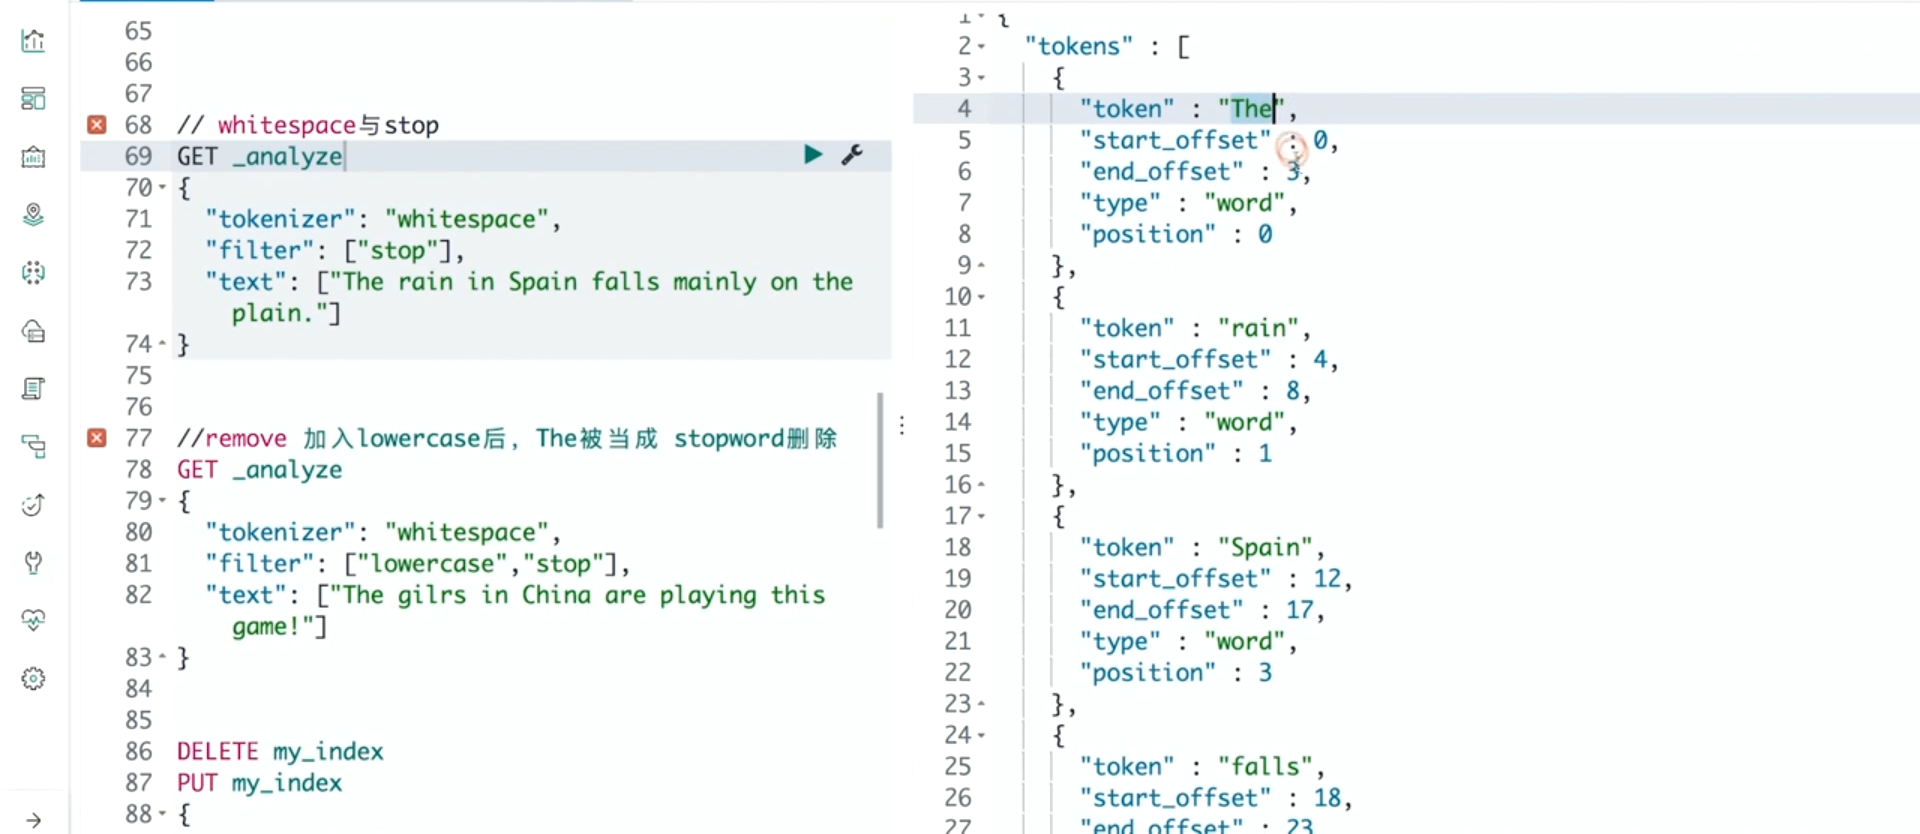 65
66
67
68 // whitespace与stop
69 GET _analyze
70 {
71 "tokenizer": "whitespace",
72 "filter": ["stop"],
73 "text": ["The rain in Spain falls mainly on the
plain."]
74 }
75
76
77 //remove 加入lowercase后, The被当成 stopword删除
78 GET _analyze
79 {
80 "tokenizer": "whitespace",
81 "filter": ["lowercase","stop"],
82 "text": ["The gilrs in China are playing this
game!"]
83 }
84
85
86 DELETE my_index
87 PUT my_index
88 {
1 {
2 "tokens" : [
3 {
4 "token" : "The",
5 "start_offset" : 0,
6 "end_offset" : 3,
7 "type" : "word",
8 "position" : 0
9 },
10 {
11 "token" : "rain",
12 "start_offset" : 4,
13 "end_offset" : 8,
14 "type" : "word",
15 "position" : 1
16 },
17 {
18 "token" : "Spain",
19 "start_offset" : 12,
20 "end_offset" : 17,
21 "type" : "word",
22 "position" : 3
23 },
24 {
25 "token" : "falls",
26 "start_offset" : 18,
27 "end_offset" : 23